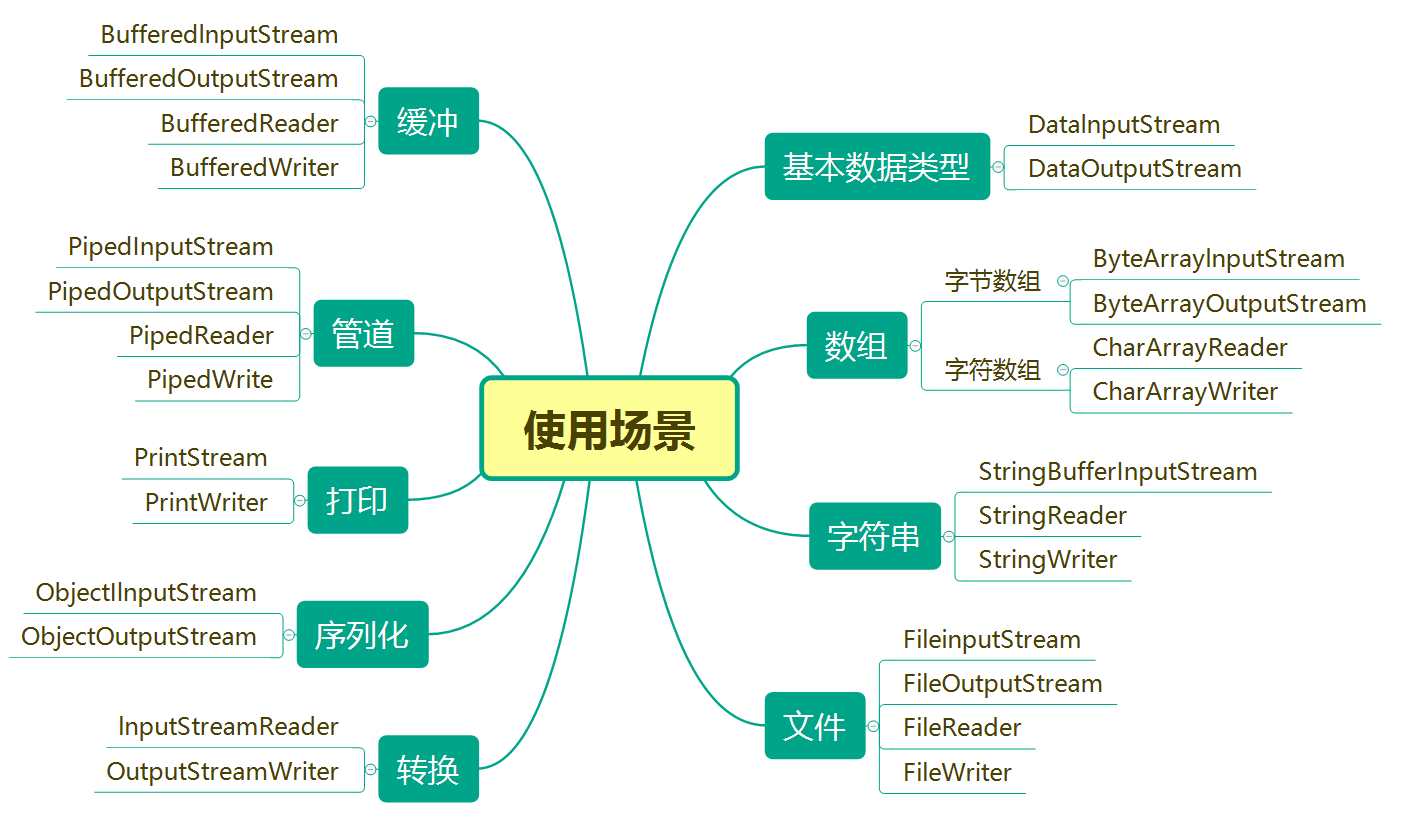 使用场景
缓冲
BufferedInputStream
BufferedOutputStream
BufferedReader
BufferedWriter
管道
PipedInputStream
PipedOutputStream
PipedReader
PipedWrite
打印
PrintStream
PrintWriter
序列化
ObjectIInputStream
ObjectOutputStream
转换
InputStreamReader
OutputStreamWriter
基本数据类型
DataInputStream
DataOutputStream
数组
字节数组
ByteArrayInputStream
ByteArrayOutputStream
字符数组
CharArrayReader
CharArrayWriter
字符串
StringBufferInputStream
StringReader
StringWriter
文件
FileinputStream
FileOutputStream
FileReader
FileWriter